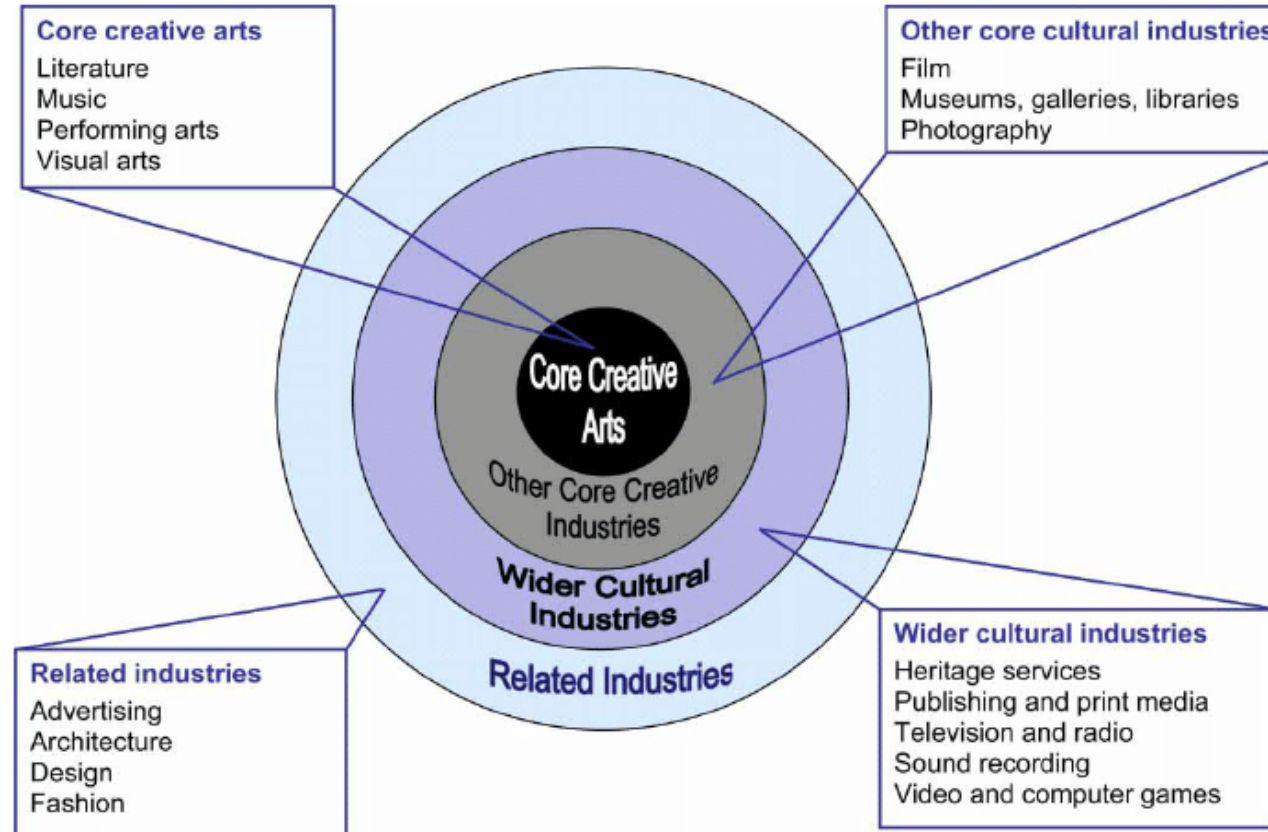 Core creative arts
Literature
Music
Performing arts
Visual arts
Other core cultural industries
Film
Museums, galleries, libraries
Photography
Core Creative
Arts
Other Core Creative
Industries
Wider Cultural
Industries
Related Industries
Related industries
Advertising
Architecture
Design
Fashion
Wider cultural industries
Heritage services
Publishing and print media
Television and radio
Sound recording
Video and computer games